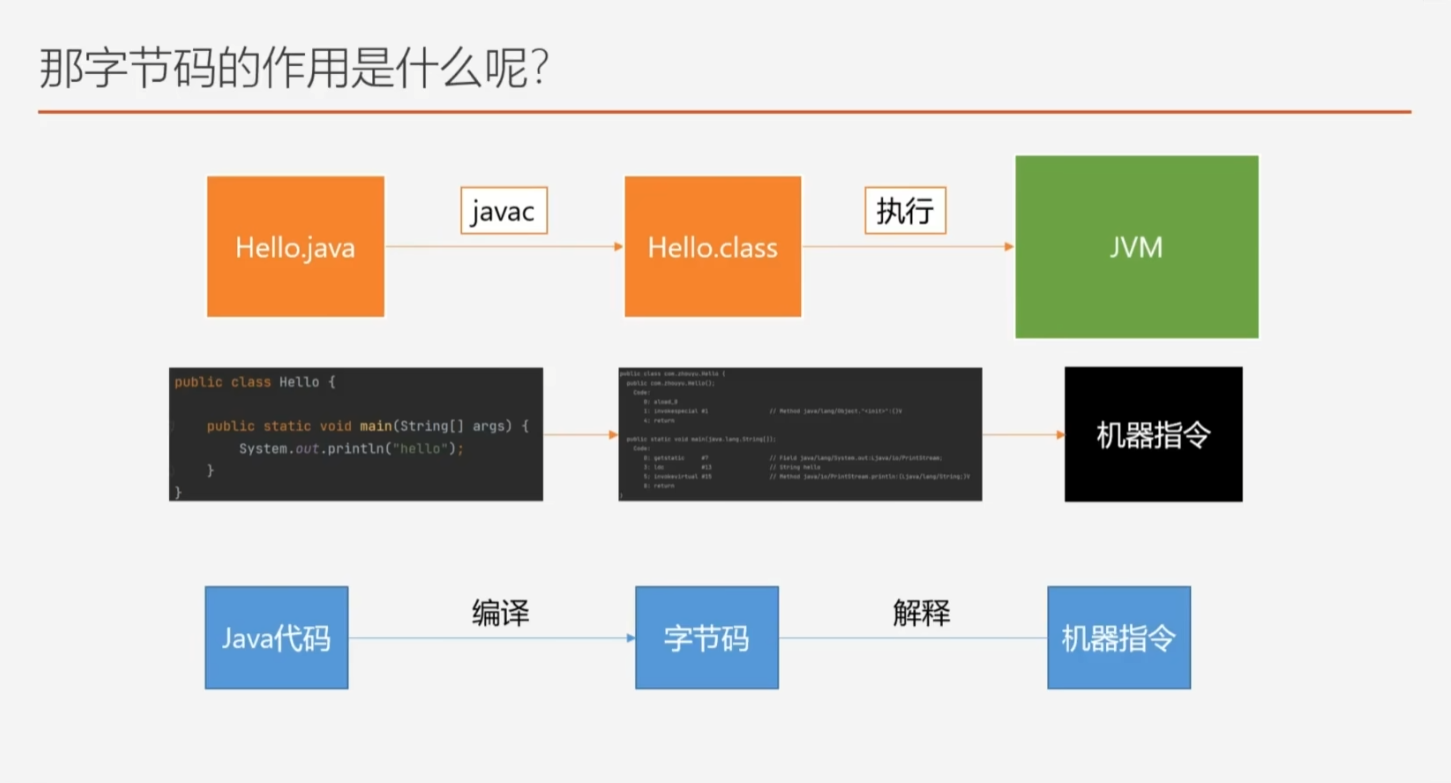 那字节码的作用是什么呢?
Hello.java
javac
Hello.class
执行
JVM
public class Hello {
public static void main(String[] args) {
System.out.println("hello");
}
}
public class com.zhouyu.Hello {
public com.zhouyu.Hello();
Code:
0: aload_0
1: invokespecial #1 // Method java/lang/Object."<init>":()V
4: return
public static void main(java.lang.String[]);
Code:
0: getstatic #7 // Field java/lang/System.out:Ljava/io/PrintStream;
3: ldc #13 // String hello
5: invokevirtual #15 // Method java/io/PrintStream.println:(Ljava/lang/String;)V
8: return
}
机器指令
Java代码
编译
字节码
解释
机器指令